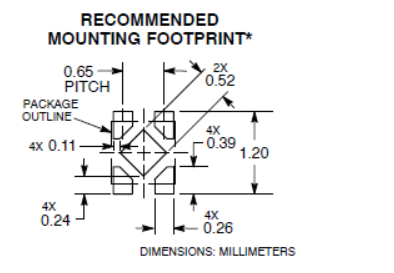 RECOMMENDED
MOUNTING FOOTPRINT*
0.65
PITCH
2X
0.52
PACKAGE
OUTLINE
4X 0.11
4X
0.39
1.20
4X
0.24
4X
0.26
DIMENSIONS: MILLIMETERS